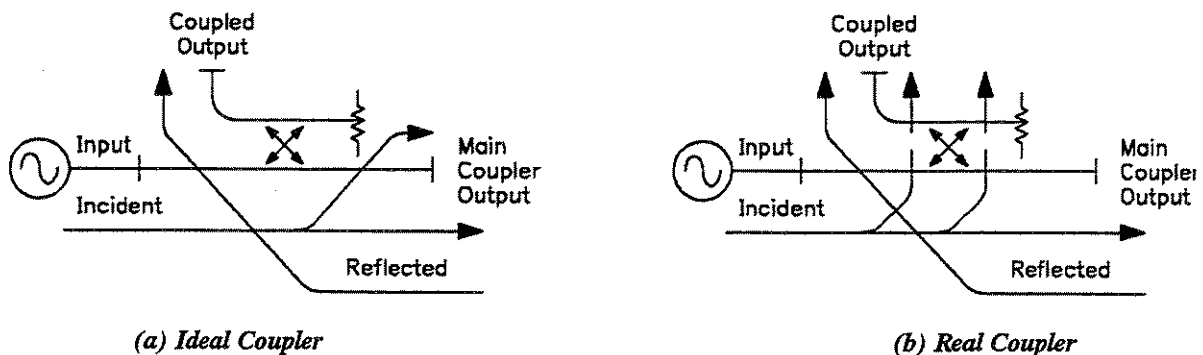 Coupled
Output
Input
Incident
Main
Coupler
Output
Reflected
(a) Ideal Coupler
Coupled
Output
Input
Incident
Main
Coupler
Output
Reflected
(b) Real Coupler